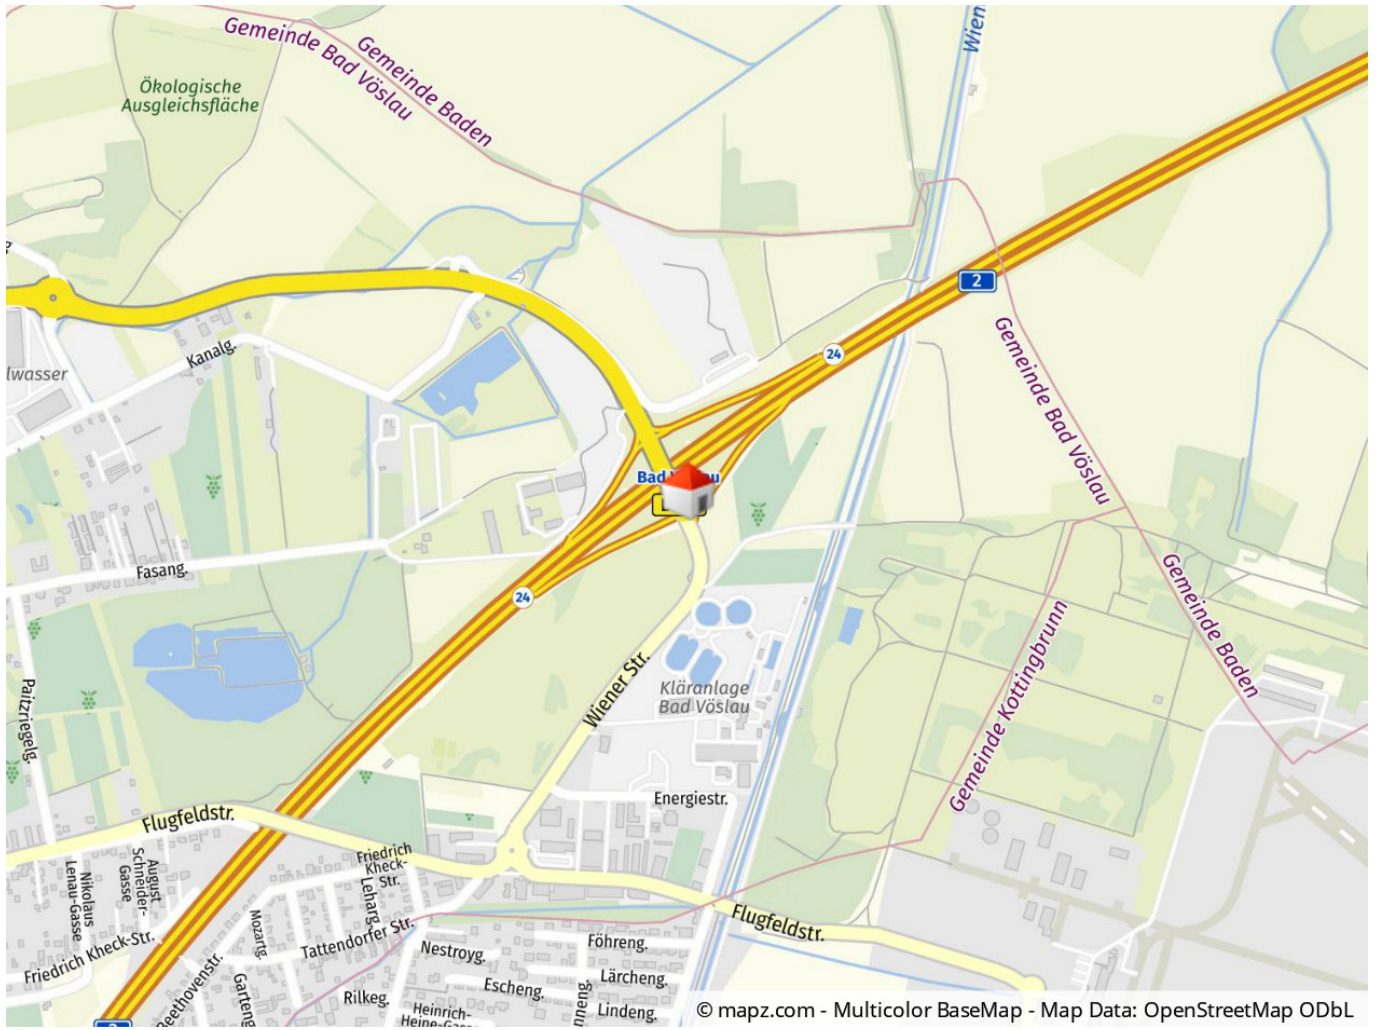 Gemeinde Bad Vöslau
Gemeinde Baden
Wien
Ökologische
Ausgleichsfläche
2
Gemeinde Bad Vöslau
24
Kanalg.
lwasser
Bad
Fasang.
24
Gemeinde Baden
Gemeinde Kottingbrunn
Wiener Str.
Kläranlage
Bad Vöslau
Paitzriegelg.
Energiestr.
Flugfeldstr.
Friedrich
Kheck-
Str.
Leharg.
August
Schneider-
Gasse
Nikolaus
Lenau-Gasse
Mozartg.
Tattendorfer Str.
Flugfeldstr.
Friedrich Kheck-Str.
Beethovenstr.
Garteng.
Nestroyg.
Föhreng.
Lärcheng.
Escheng.
Rilkeg.
Heinrich-
Lindeng.
© mapz.com - Multicolor BaseMap - Map Data: OpenStreetMap ODbL